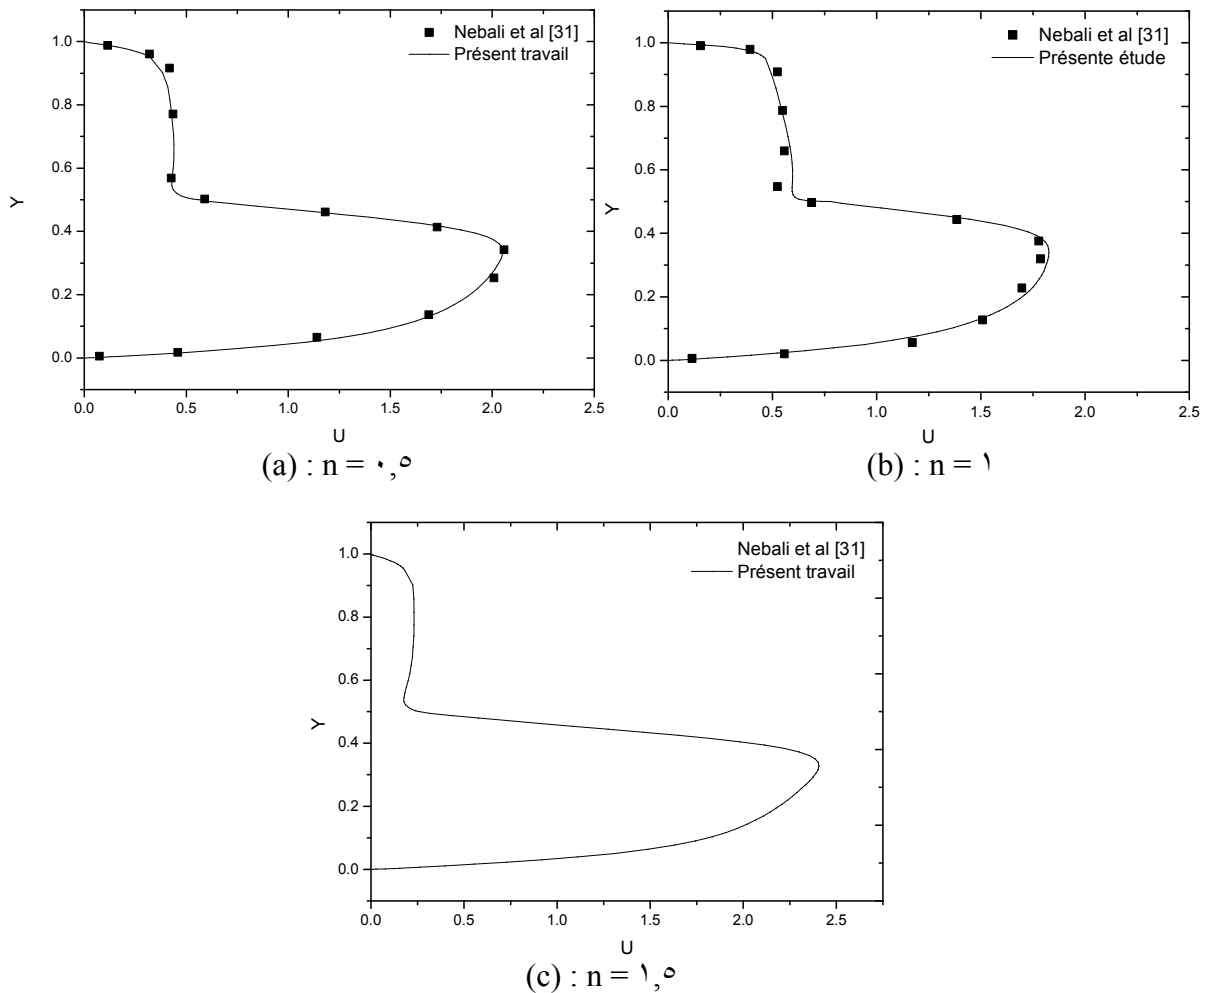 Nebali et al [31]
Présent travail
1.0
0.8
0.6
0.4
0.2
0.0
Y
0.0 0.5 1.0 1.5 2.0 2.5
U
(a) : n = ٠,٥
Nebali et al [31]
Présente étude
1.0
0.8
0.6
0.4
0.2
0.0
Y
0.0 0.5 1.0 1.5 2.0 2.5
U
(b) : n = ١
Nebali et al [31]
Présent travail
1.0
0.8
0.6
0.4
0.2
0.0
Y
0.0 0.5 1.0 1.5 2.0 2.5
U
(c) : n = ١,٥